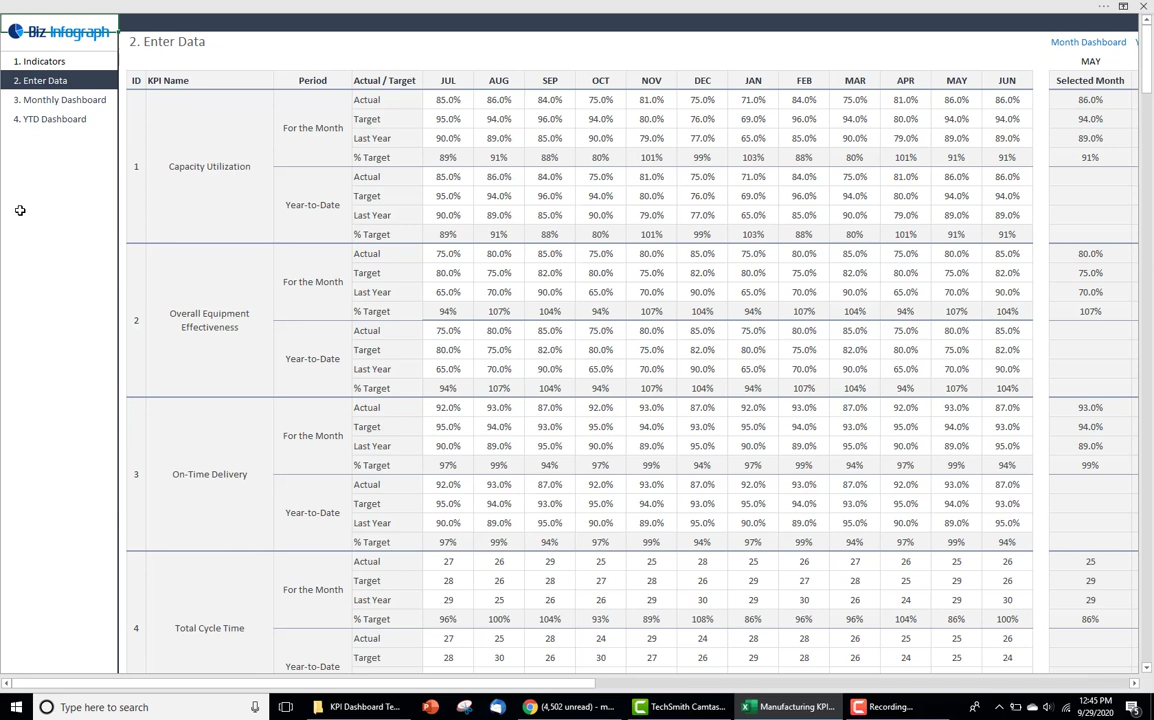 Biz Infograph
1. Indicators
2. Enter Data
3. Monthly Dashboard
4. YTD Dashboard
2. Enter Data
Month Dashboard
MAY
ID KPI Name Period Actual / Target JUL AUG SEP OCT NOV DEC JAN FEB MAR APR MAY JUN Selected Month
1 Capacity Utilization
For the Month
Actual 85.0% 86.0% 84.0% 75.0% 81.0% 75.0% 71.0% 84.0% 75.0% 81.0% 86.0% 86.0% 86.0%
Target 95.0% 94.0% 96.0% 94.0% 80.0% 76.0% 69.0% 96.0% 94.0% 80.0% 94.0% 94.0% 94.0%
Last Year 90.0% 89.0% 85.0% 90.0% 79.0% 77.0% 65.0% 85.0% 90.0% 79.0% 89.0% 89.0% 89.0%
% Target 89% 91% 88% 80% 101% 99% 103% 88% 80% 101% 91% 91% 91%
Year-to-Date
Actual 85.0% 86.0% 84.0% 75.0% 81.0% 75.0% 71.0% 84.0% 75.0% 81.0% 86.0% 86.0%
Target 95.0% 94.0% 96.0% 94.0% 80.0% 76.0% 69.0% 96.0% 94.0% 80.0% 94.0% 94.0%
Last Year 90.0% 89.0% 85.0% 90.0% 79.0% 77.0% 65.0% 85.0% 90.0% 79.0% 89.0% 89.0%
% Target 89% 91% 88% 80% 101% 99% 103% 88% 80% 101% 91% 91%
2 Overall Equipment
Effectiveness
For the Month
Actual 75.0% 80.0% 85.0% 75.0% 80.0% 85.0% 75.0% 80.0% 85.0% 75.0% 80.0% 85.0% 80.0%
Target 80.0% 75.0% 82.0% 80.0% 75.0% 82.0% 80.0% 75.0% 82.0% 80.0% 75.0% 82.0% 75.0%
Last Year 65.0% 70.0% 90.0% 65.0% 70.0% 90.0% 65.0% 70.0% 90.0% 65.0% 70.0% 90.0% 70.0%
% Target 94% 107% 104% 94% 107% 104% 94% 107% 104% 94% 107% 104% 107%
Year-to-Date
Actual 75.0% 80.0% 85.0% 75.0% 80.0% 85.0% 75.0% 80.0% 85.0% 75.0% 80.0% 85.0%
Target 80.0% 75.0% 82.0% 80.0% 75.0% 82.0% 80.0% 75.0% 82.0% 80.0% 75.0% 82.0%
Last Year 65.0% 70.0% 90.0% 65.0% 70.0% 90.0% 65.0% 70.0% 90.0% 65.0% 70.0% 90.0%
% Target 94% 107% 104% 94% 107% 104% 94% 107% 104% 94% 107% 104%
3 On-Time Delivery
For the Month
Actual 92.0% 93.0% 87.0% 92.0% 93.0% 87.0% 92.0% 93.0% 87.0% 92.0% 93.0% 87.0% 93.0%
Target 95.0% 94.0% 93.0% 95.0% 94.0% 93.0% 95.0% 94.0% 93.0% 95.0% 94.0% 93.0% 94.0%
Last Year 90.0% 89.0% 95.0% 90.0% 89.0% 95.0% 90.0% 89.0% 95.0% 90.0% 89.0% 95.0% 89.0%
% Target 97% 99% 94% 97% 99% 94% 97% 99% 94% 97% 99% 94% 99%
Year-to-Date
Actual 92.0% 93.0% 87.0% 92.0% 93.0% 87.0% 92.0% 93.0% 87.0% 92.0% 93.0% 87.0%
Target 95.0% 94.0% 93.0% 95.0% 94.0% 93.0% 95.0% 94.0% 93.0% 95.0% 94.0% 93.0%
Last Year 90.0% 89.0% 95.0% 90.0% 89.0% 95.0% 90.0% 89.0% 95.0% 90.0% 89.0% 95.0%
% Target 97% 99% 94% 97% 99% 94% 97% 99% 94% 97% 99% 94%
4 Total Cycle Time
For the Month
Actual 27 26 29 25 25 28 25 26 27 26 25 26 25
Target 28 26 28 27 28 26 29 27 28 25 29 26 29
Last Year 29 25 26 26 29 30 29 30 26 24 29 30 29
% Target 96% 100% 104% 93% 89% 108% 86% 96% 96% 104% 86% 100% 86%
Year-to-Date
Actual 27 25 28 24 29 24 28 28 26 25 25 26
Target 28 30 26 30 27 26 29 28 26 24 25 24
Type here to search
KPI Dashboard Te...
(4,502 unread) - m...
TechSmith Camtas...
Manufacturing KPI...
Recording...
12:45 PM
9/29/2020
5